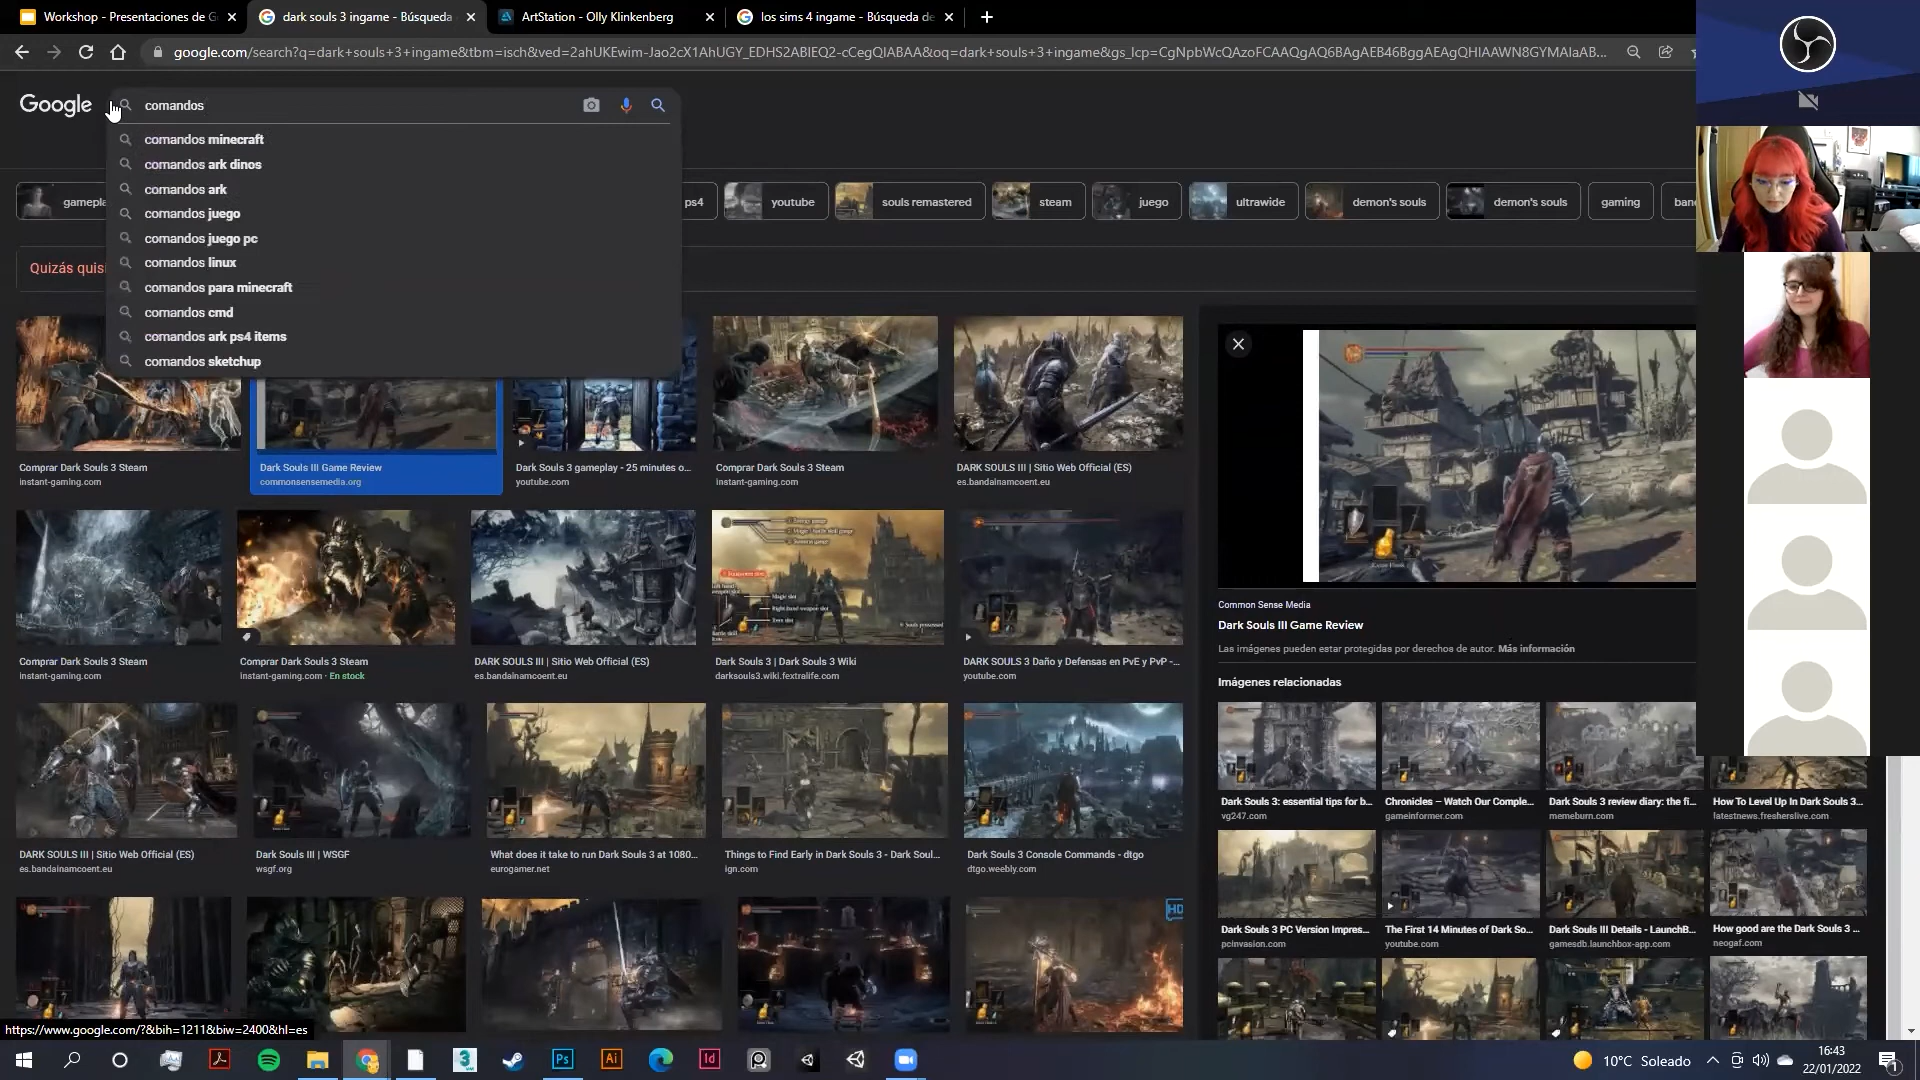 Workshop - Presentaciones de G
dark souls 3 ingame - Búsqueda
ArtStation - Olly Klinkenberg
los sims 4 ingame - Búsqueda de
google.com/search?q=dark+souls+3+ingame&tbm=isch&ved=2ahUKEwim-Jao2cX1AhUGY_EDHS2ABlEQ2-cCegQIABAA&oq=dark+souls+3+ingame&gs_lcp=CgNpbWcQAzoFCAAQgAQ6BAgAEB46BggAEAgQHlAAWN8GYMAIaAB...
Google
comandos
comandos minecraft
comandos ark dinos
comandos ark
comandos juego
comandos juego pc
comandos linux
comandos para minecraft
comandos cmd
comandos ark ps4 items
comandos sketchup
gamepla
ps4
youtube
souls remastered
steam
juego
ultrawide
demon's souls
demon's souls
gaming
ban
Quizás quisi
Comprar Dark Souls 3 Steam
instant-gaming.com
Dark Souls III Game Review
commonsensemedia.org
Dark Souls 3 gameplay - 25 minutes o...
youtube.com
Comprar Dark Souls 3 Steam
instant-gaming.com
DARK SOULS III | Sitio Web Official (ES)
es.bandainamcoent.eu
Comprar Dark Souls 3 Steam
instant-gaming.com
Comprar Dark Souls 3 Steam
instant-gaming.com · En stock
DARK SOULS III | Sitio Web Official (ES)
es.bandainamcoent.eu
Dark Souls 3 | Dark Souls 3 Wiki
darksouls3.wiki.fextralife.com
DARK SOULS 3 Daño y Defensas en PvE y PvP -...
youtube.com
DARK SOULS III | Sitio Web Official (ES)
es.bandainamcoent.eu
Dark Souls III | WSGF
wsgf.org
What does it take to run Dark Souls 3 at 1080...
eurogamer.net
Things to Find Early in Dark Souls 3 - Dark Soul...
ign.com
Dark Souls 3 Console Commands - dtgo
dtgo.weebly.com
HD
Common Sense Media
Dark Souls III Game Review
Las imágenes pueden estar protegidas por derechos de autor. Más información
Imágenes relacionadas
Dark Souls 3: essential tips for b...
vg247.com
Chronicles – Watch Our Comple...
gameinformer.com
Dark Souls 3 review diary: the fi...
memeburn.com
How To Level Up In Dark Souls 3...
latestnews.fresherslive.com
Dark Souls 3 PC Version Impres...
pcinvasion.com
The First 14 Minutes of Dark So...
youtube.com
Dark Souls III Details - LaunchB...
gamesdb.launchbox-app.com
How good are the Dark Souls 3 ...
neogaf.com
https://www.google.com/?&bih=1211&biw=2400&hl=es
3
Ps
Ai
Id
10°C Soleado
16:43
22/01/2022
1